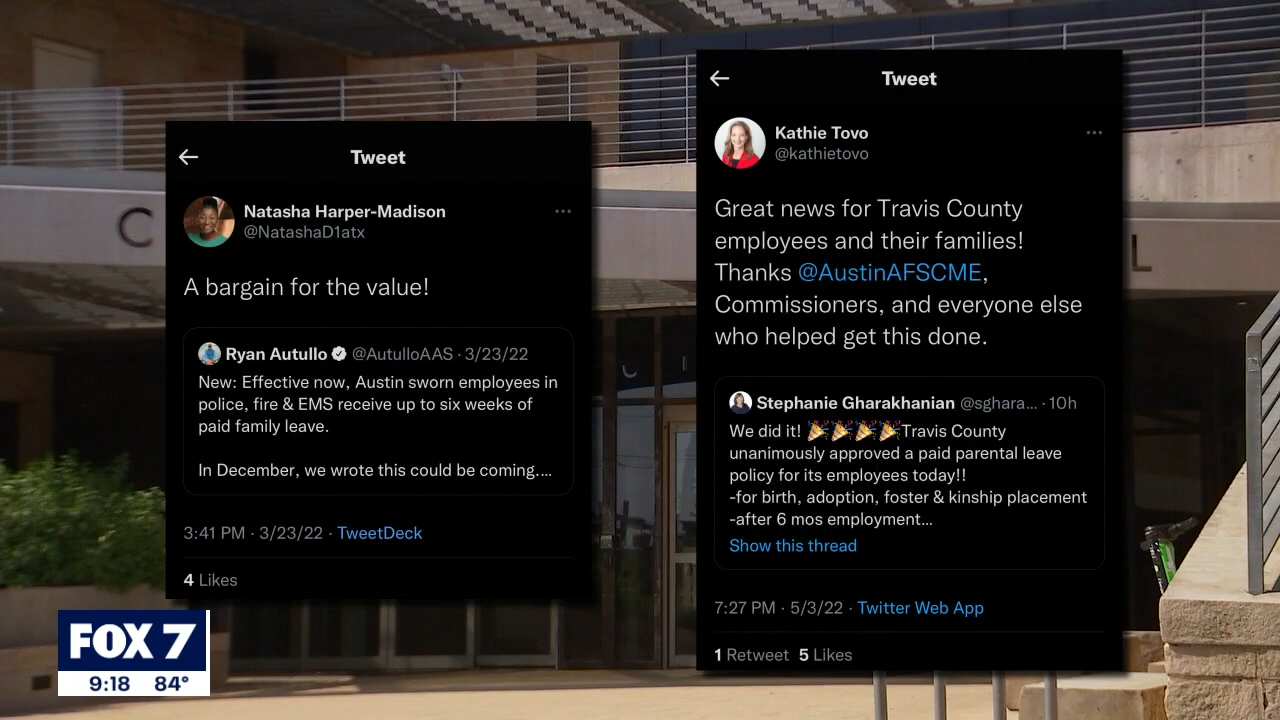 Tweet
Natasha Harper-Madison
@NatashaD1atx
A bargain for the value!
Ryan Autullo @AutulloAAS · 3/23/22
New: Effective now, Austin sworn employees in
police, fire & EMS receive up to six weeks of
paid family leave.
In December, we wrote this could be coming....
3:41 PM · 3/23/22 · TweetDeck
4 Likes
Tweet
Kathie Tovo
@kathietovo
Great news for Travis County
employees and their families!
Thanks @AustinAFSCME,
Commissioners, and everyone else
who helped get this done.
Stephanie Gharakhanian @sghara... · 10h
We did it! 🎉🎉🎉🎉Travis County
unanimously approved a paid parental leave
policy for its employees today!!
-for birth, adoption, foster & kinship placement
-after 6 mos employment...
Show this thread
7:27 PM · 5/3/22 · Twitter Web App
1 Retweet 5 Likes
C
L
FOX 7
9:18 84°